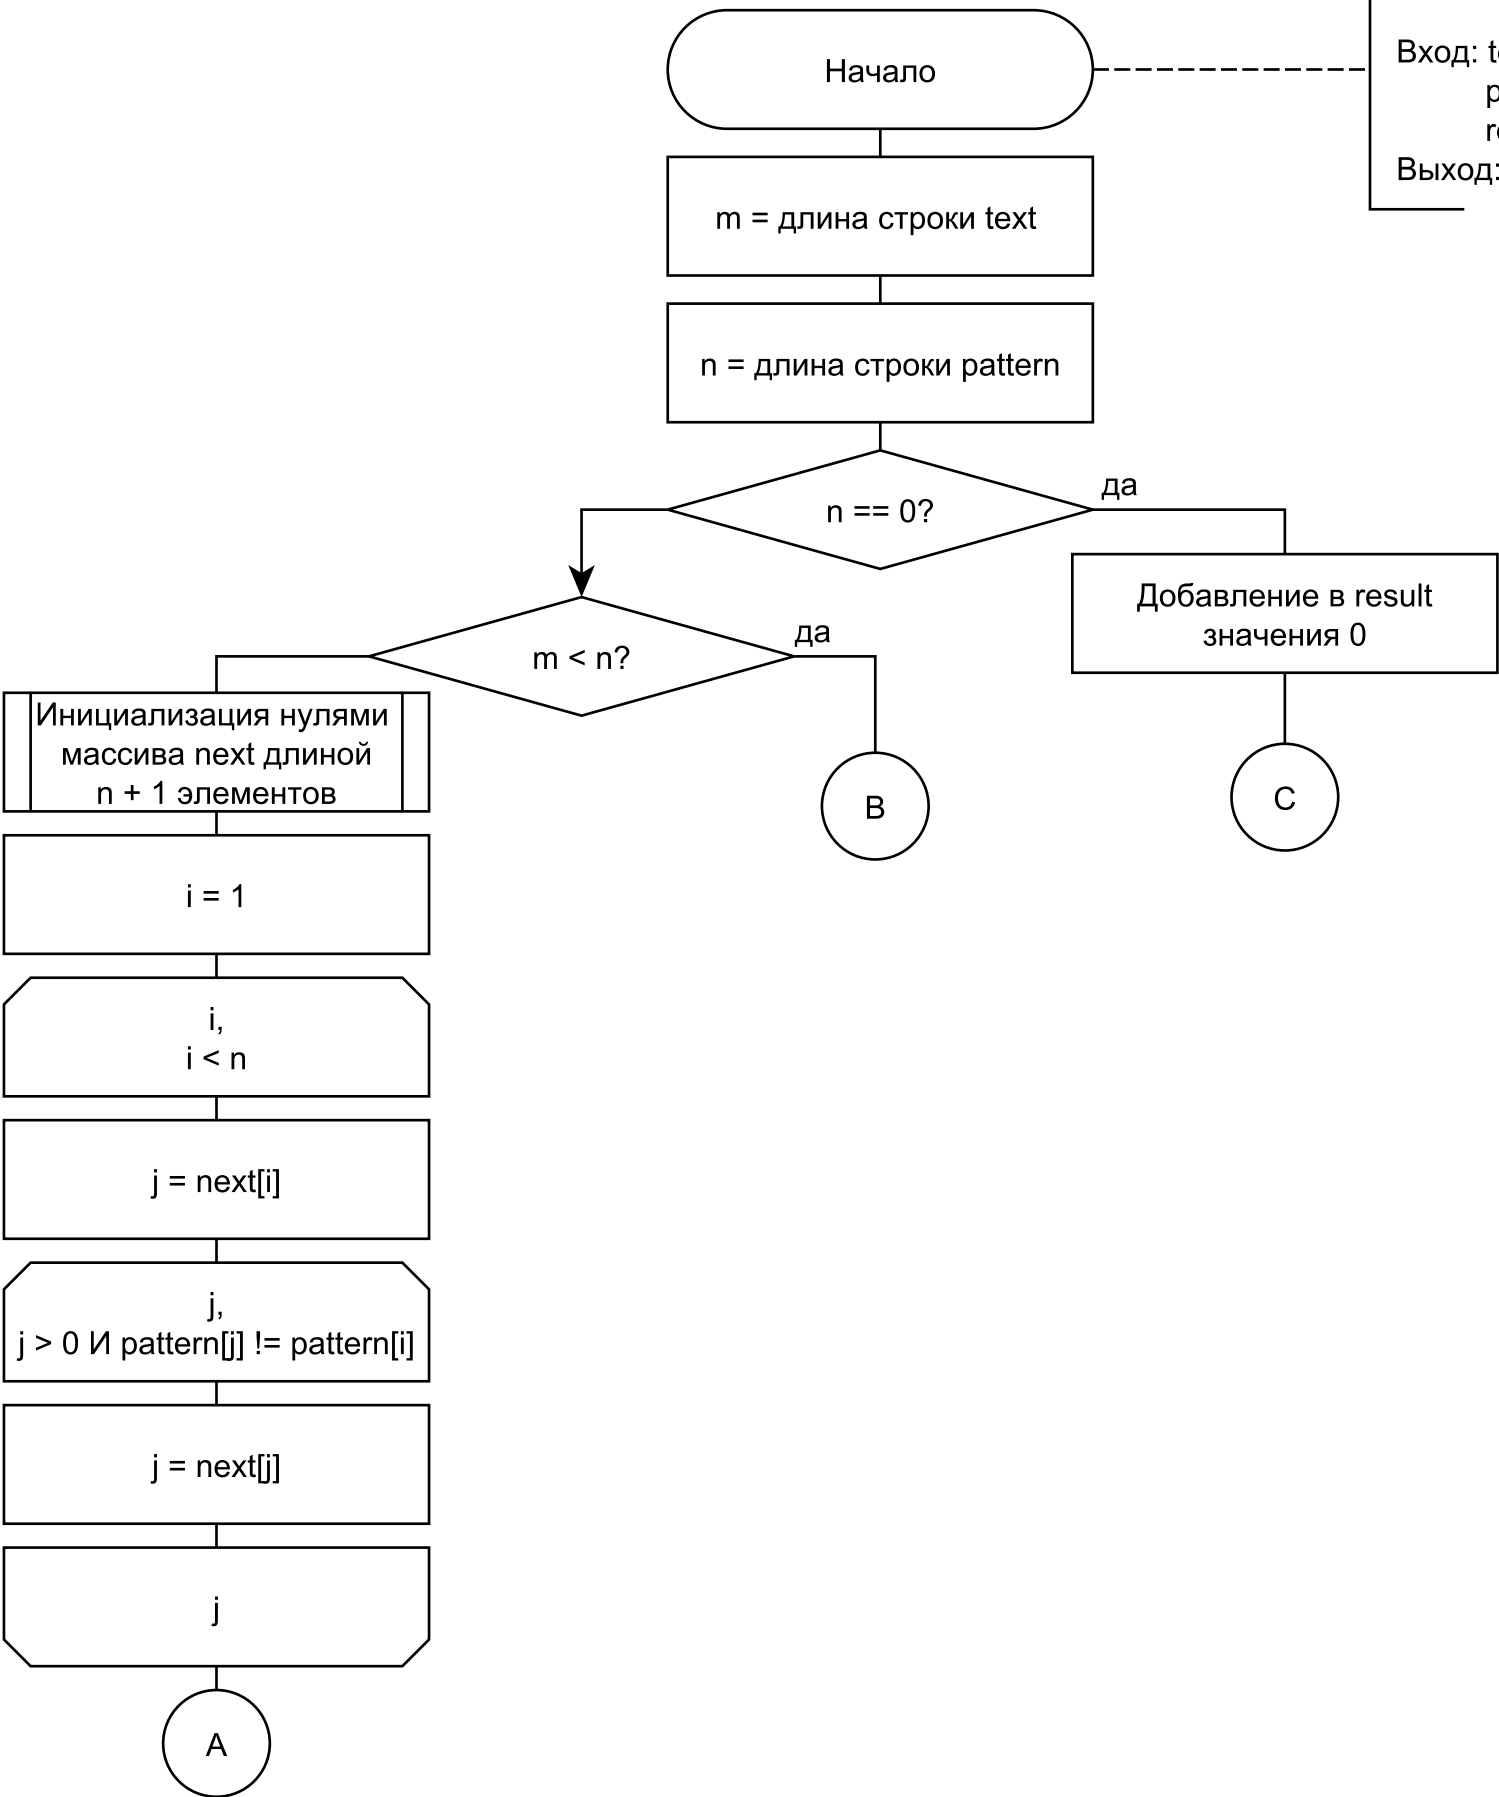 Начало
Вход:
Выход:
m = длина строки text
n = длина строки pattern
n == 0?
да
Добавление в result
значения 0
m < n?
да
Инициализация нулями
массива next длиной
n + 1 элементов
B
C
i = 1
i,
i < n
j = next[i]
j,
j > 0 И pattern[j] != pattern[i]
j = next[j]
j
A